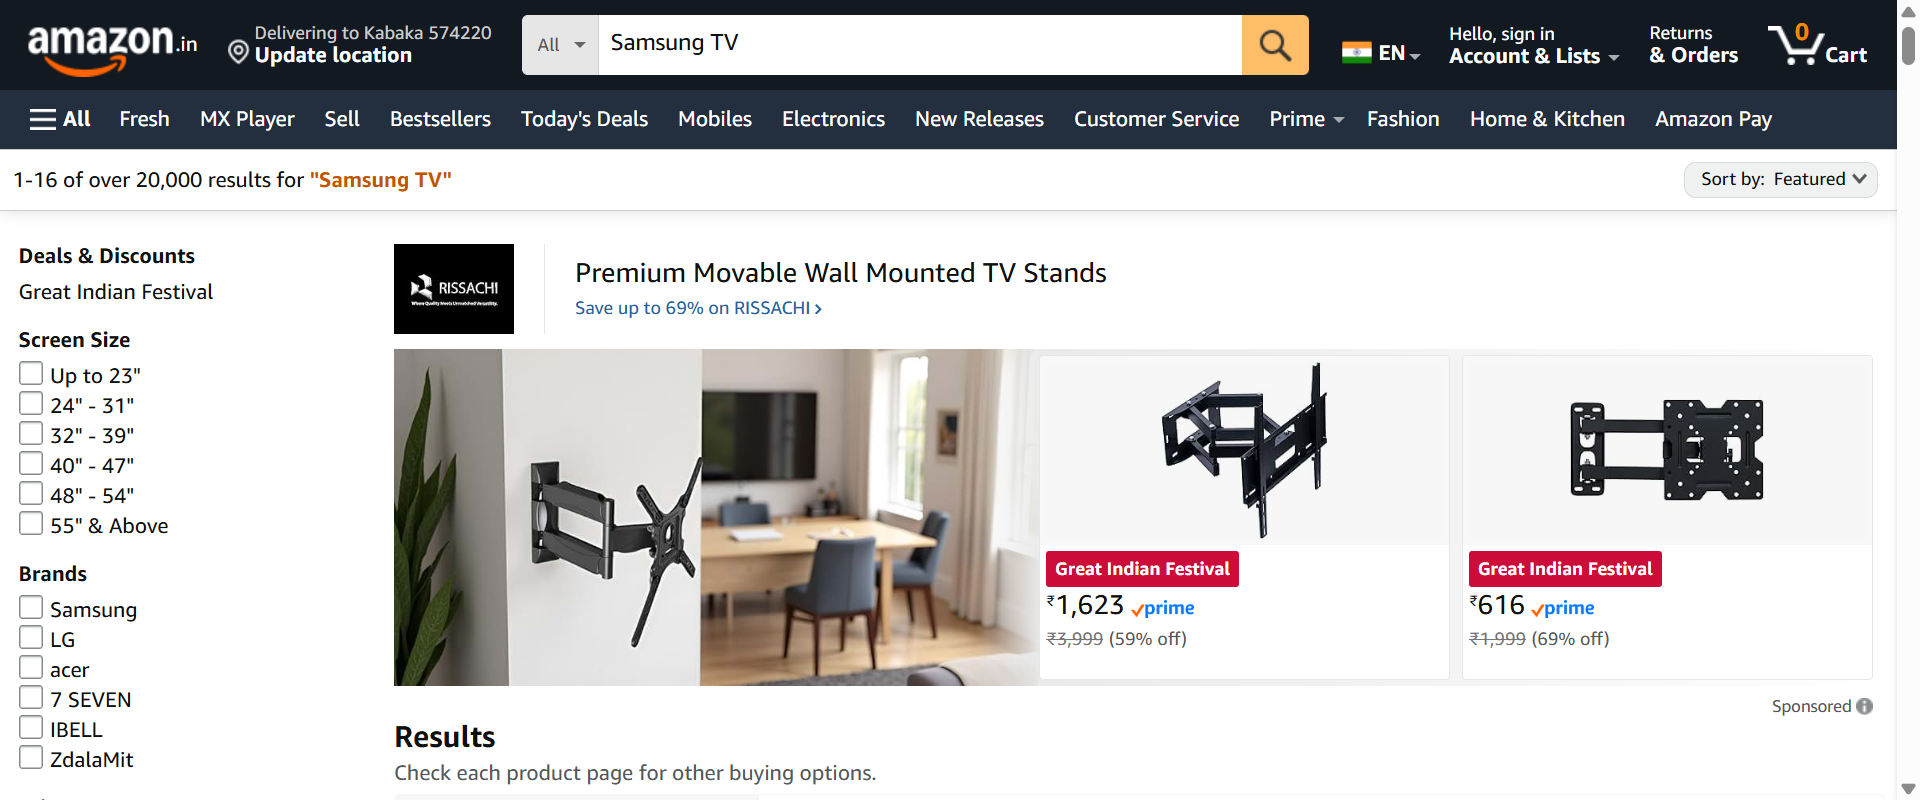 amazon.in
Delivering to Kabaka 574220
Update location
All
Samsung TV
EN
Hello, sign in
Account & Lists
Returns
& Orders
0
Cart
All
Fresh
MX Player
Sell
Bestsellers
Today's Deals
Mobiles
Electronics
New Releases
Customer Service
Prime
Fashion
Home & Kitchen
Amazon Pay
1-16 of over 20,000 results for "Samsung TV"
Sort by: Featured
Deals & Discounts
Great Indian Festival
Screen Size
Up to 23"
24" - 31"
32" - 39"
40" - 47"
48" - 54"
55" & Above
Brands
Samsung
LG
acer
7 SEVEN
IBELL
ZdalaMit
RISSACHI
Where Quality Meets Unmatched Versatility.
Premium Movable Wall Mounted TV Stands
Save up to 69% on RISSACHI
Great Indian Festival
₹1,623 prime
₹3,999 (59% off)
Great Indian Festival
₹616 prime
₹1,999 (69% off)
Sponsored
Results
Check each product page for other buying options.